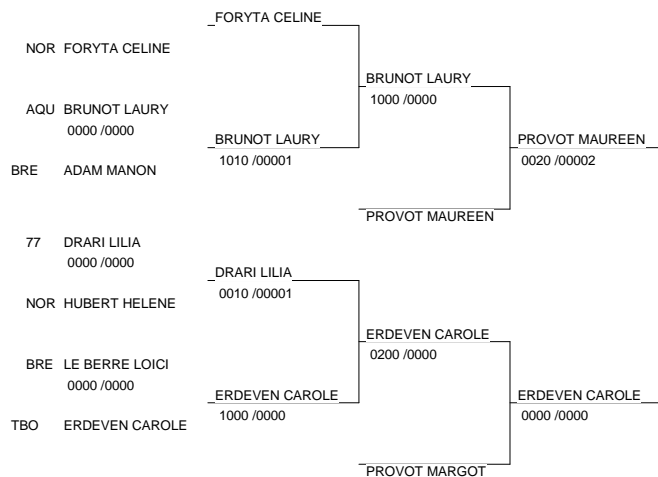 FORYTA CELINE
NOR FORYTA CELINE
BRUNOT LAURY
1000 /0000
AQU BRUNOT LAURY
0000 /0000
BRUNOT LAURY
1010 /00001
PROVOT MAUREEN
0020 /00002
BRE ADAM MANON
PROVOT MAUREEN
77 DRARI LILIA
0000 /0000
DRARI LILIA
0010 /00001
NOR HUBERT HELENE
ERDEVEN CAROLE
0200 /0000
BRE LE BERRE LOICI
0000 /0000
ERDEVEN CAROLE
1000 /0000
ERDEVEN CAROLE
0000 /0000
TBO ERDEVEN CAROLE
PROVOT MARGOT